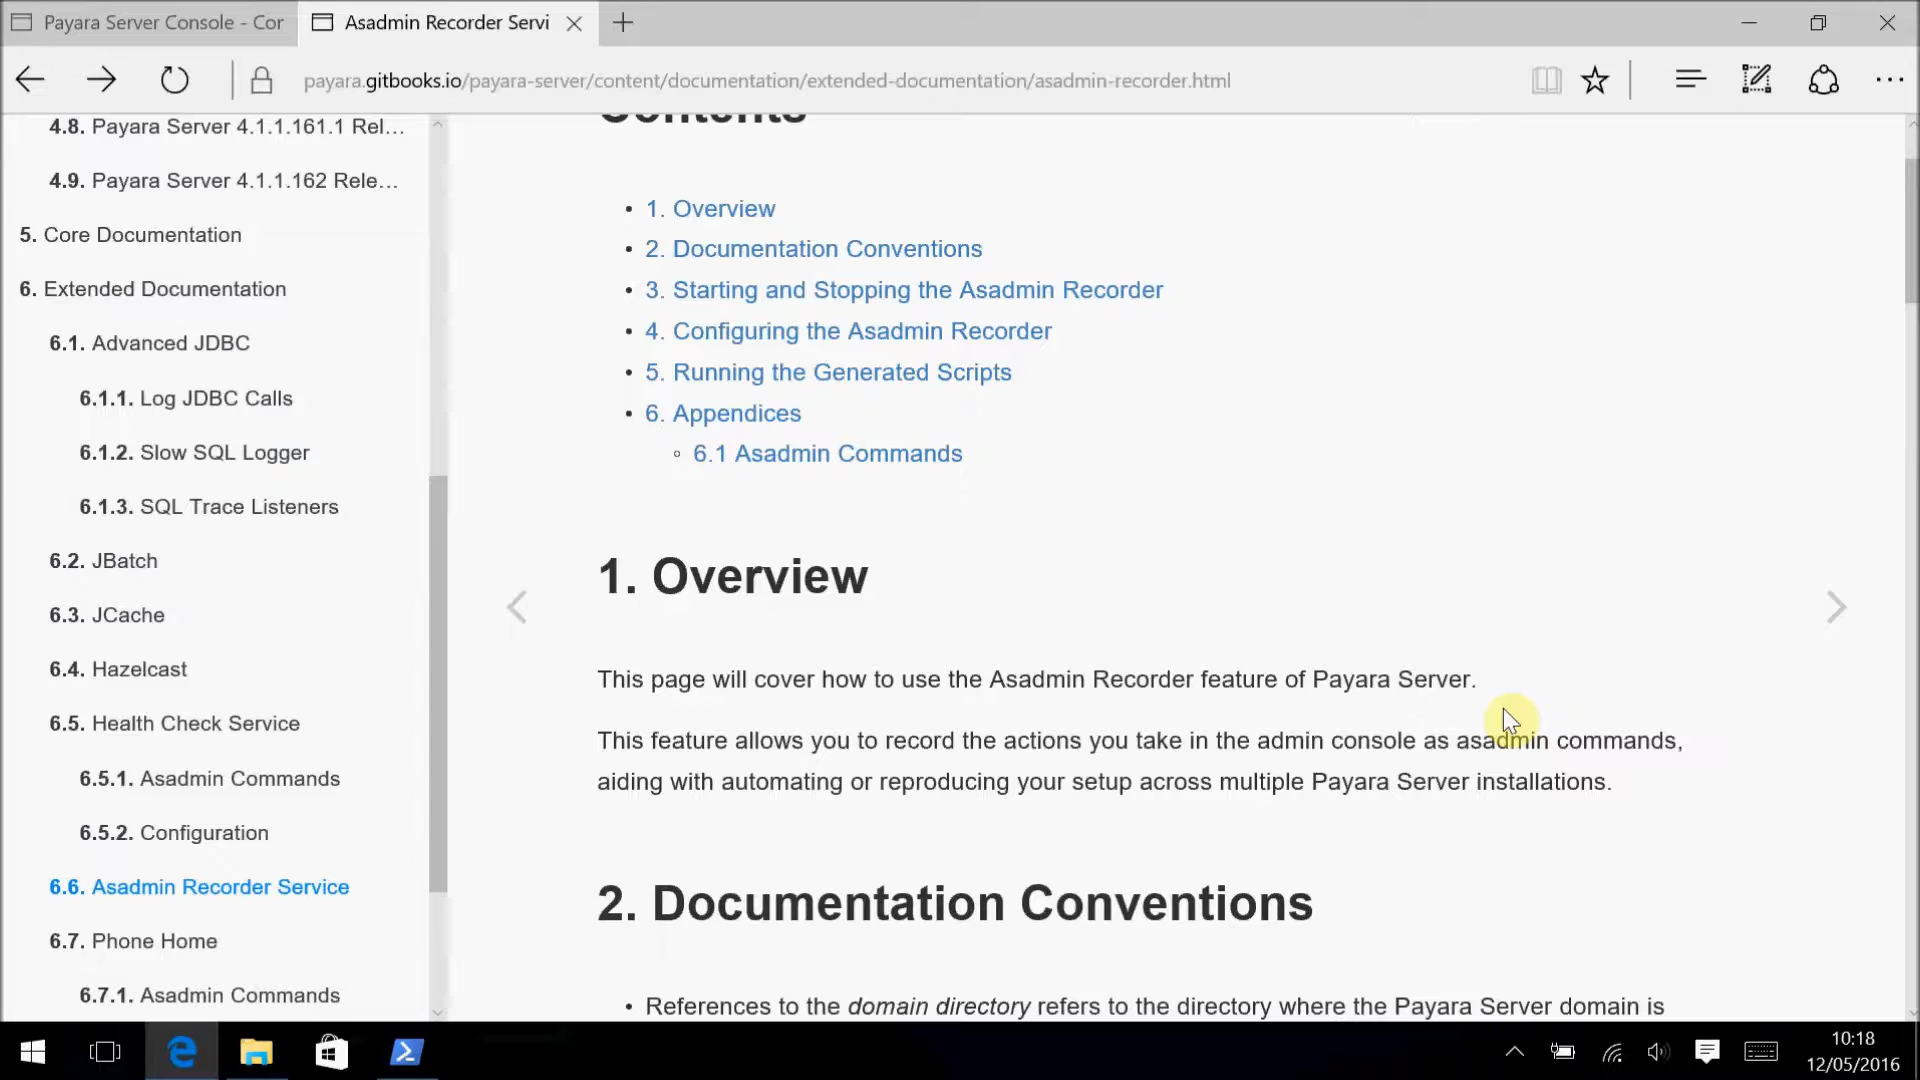 Payara Server Console - Cor
Asadmin Recorder Servi
payara.gitbooks.io/payara-server/content/documentation/extended-documentation/asadmin-recorder.html
4.8. Payara Server 4.1.1.161.1 Rel...
4.9. Payara Server 4.1.1.162 Rele...
5. Core Documentation
6. Extended Documentation
6.1. Advanced JDBC
6.1.1. Log JDBC Calls
6.1.2. Slow SQL Logger
6.1.3. SQL Trace Listeners
6.2. JBatch
6.3. JCache
6.4. Hazelcast
6.5. Health Check Service
6.5.1. Asadmin Commands
6.5.2. Configuration
6.6. Asadmin Recorder Service
6.7. Phone Home
6.7.1. Asadmin Commands
Contents
• 1. Overview
• 2. Documentation Conventions
• 3. Starting and Stopping the Asadmin Recorder
• 4. Configuring the Asadmin Recorder
• 5. Running the Generated Scripts
• 6. Appendices
◦ 6.1 Asadmin Commands
1. Overview
This page will cover how to use the Asadmin Recorder feature of Payara Server.
This feature allows you to record the actions you take in the admin console as asadmin commands,
aiding with automating or reproducing your setup across multiple Payara Server installations.
2. Documentation Conventions
• References to the domain directory refers to the directory where the Payara Server domain is
10:18
12/05/2016